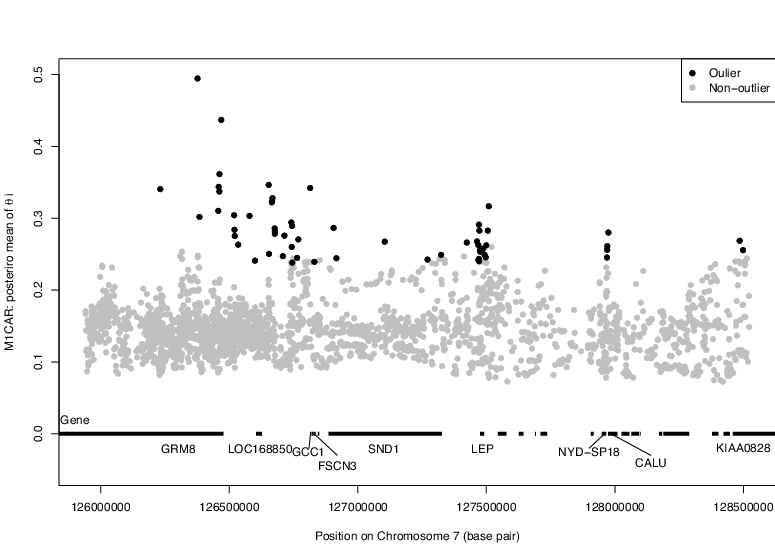 Oulier
Non-outlier
0.5
0.4
0.3
0.2
0.1
0.0
M1CAR: posteriro mean of θ i
Gene
GRM8
LOC168850
GCC1
FSCN3
SND1
LEP
NYD-SP18
CALU
KIAA0828
126000000
126500000
127000000
127500000
128000000
128500000
Position on Chromosome 7 (base pair)